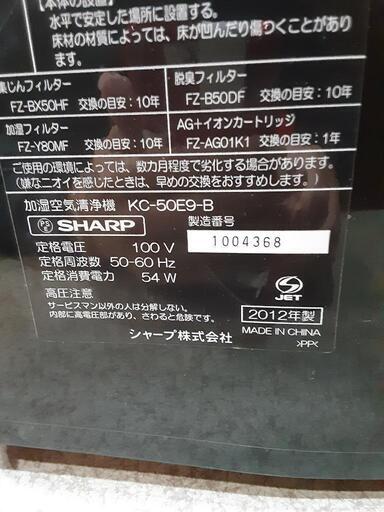 【本体の設置】
水平で安定した場所に設置する。
床材の材質によっては、床が凹んだり傷つくことがあります。
集じんフィルター
FZ-BX50HF 交換の目安：10年
脱臭フィルター
FZ-B50DF 交換の目安：10年
加湿フィルター
FZ-Y80MF 交換の目安：10年
AG+イオンカートリッジ
FZ-AG01K1 交換の目安：1年
ご使用の環境によっては、数カ月程度で劣化する場合があります。
(嫌なニオイを感じたときは、早めの交換をおすすめします)
加湿空気清浄機 KC-50E9-B
PS E SHARP
製造番号
1004368
定格電圧 100 V
定格周波数 50-60 Hz
定格消費電力 54 W
高圧注意
サービスマン以外の人は分解しないでください。
内部に高電圧部があり、さわると危険です。
シャープ株式会社
S
JET
2012年製
MADE IN CHINA
>PP<